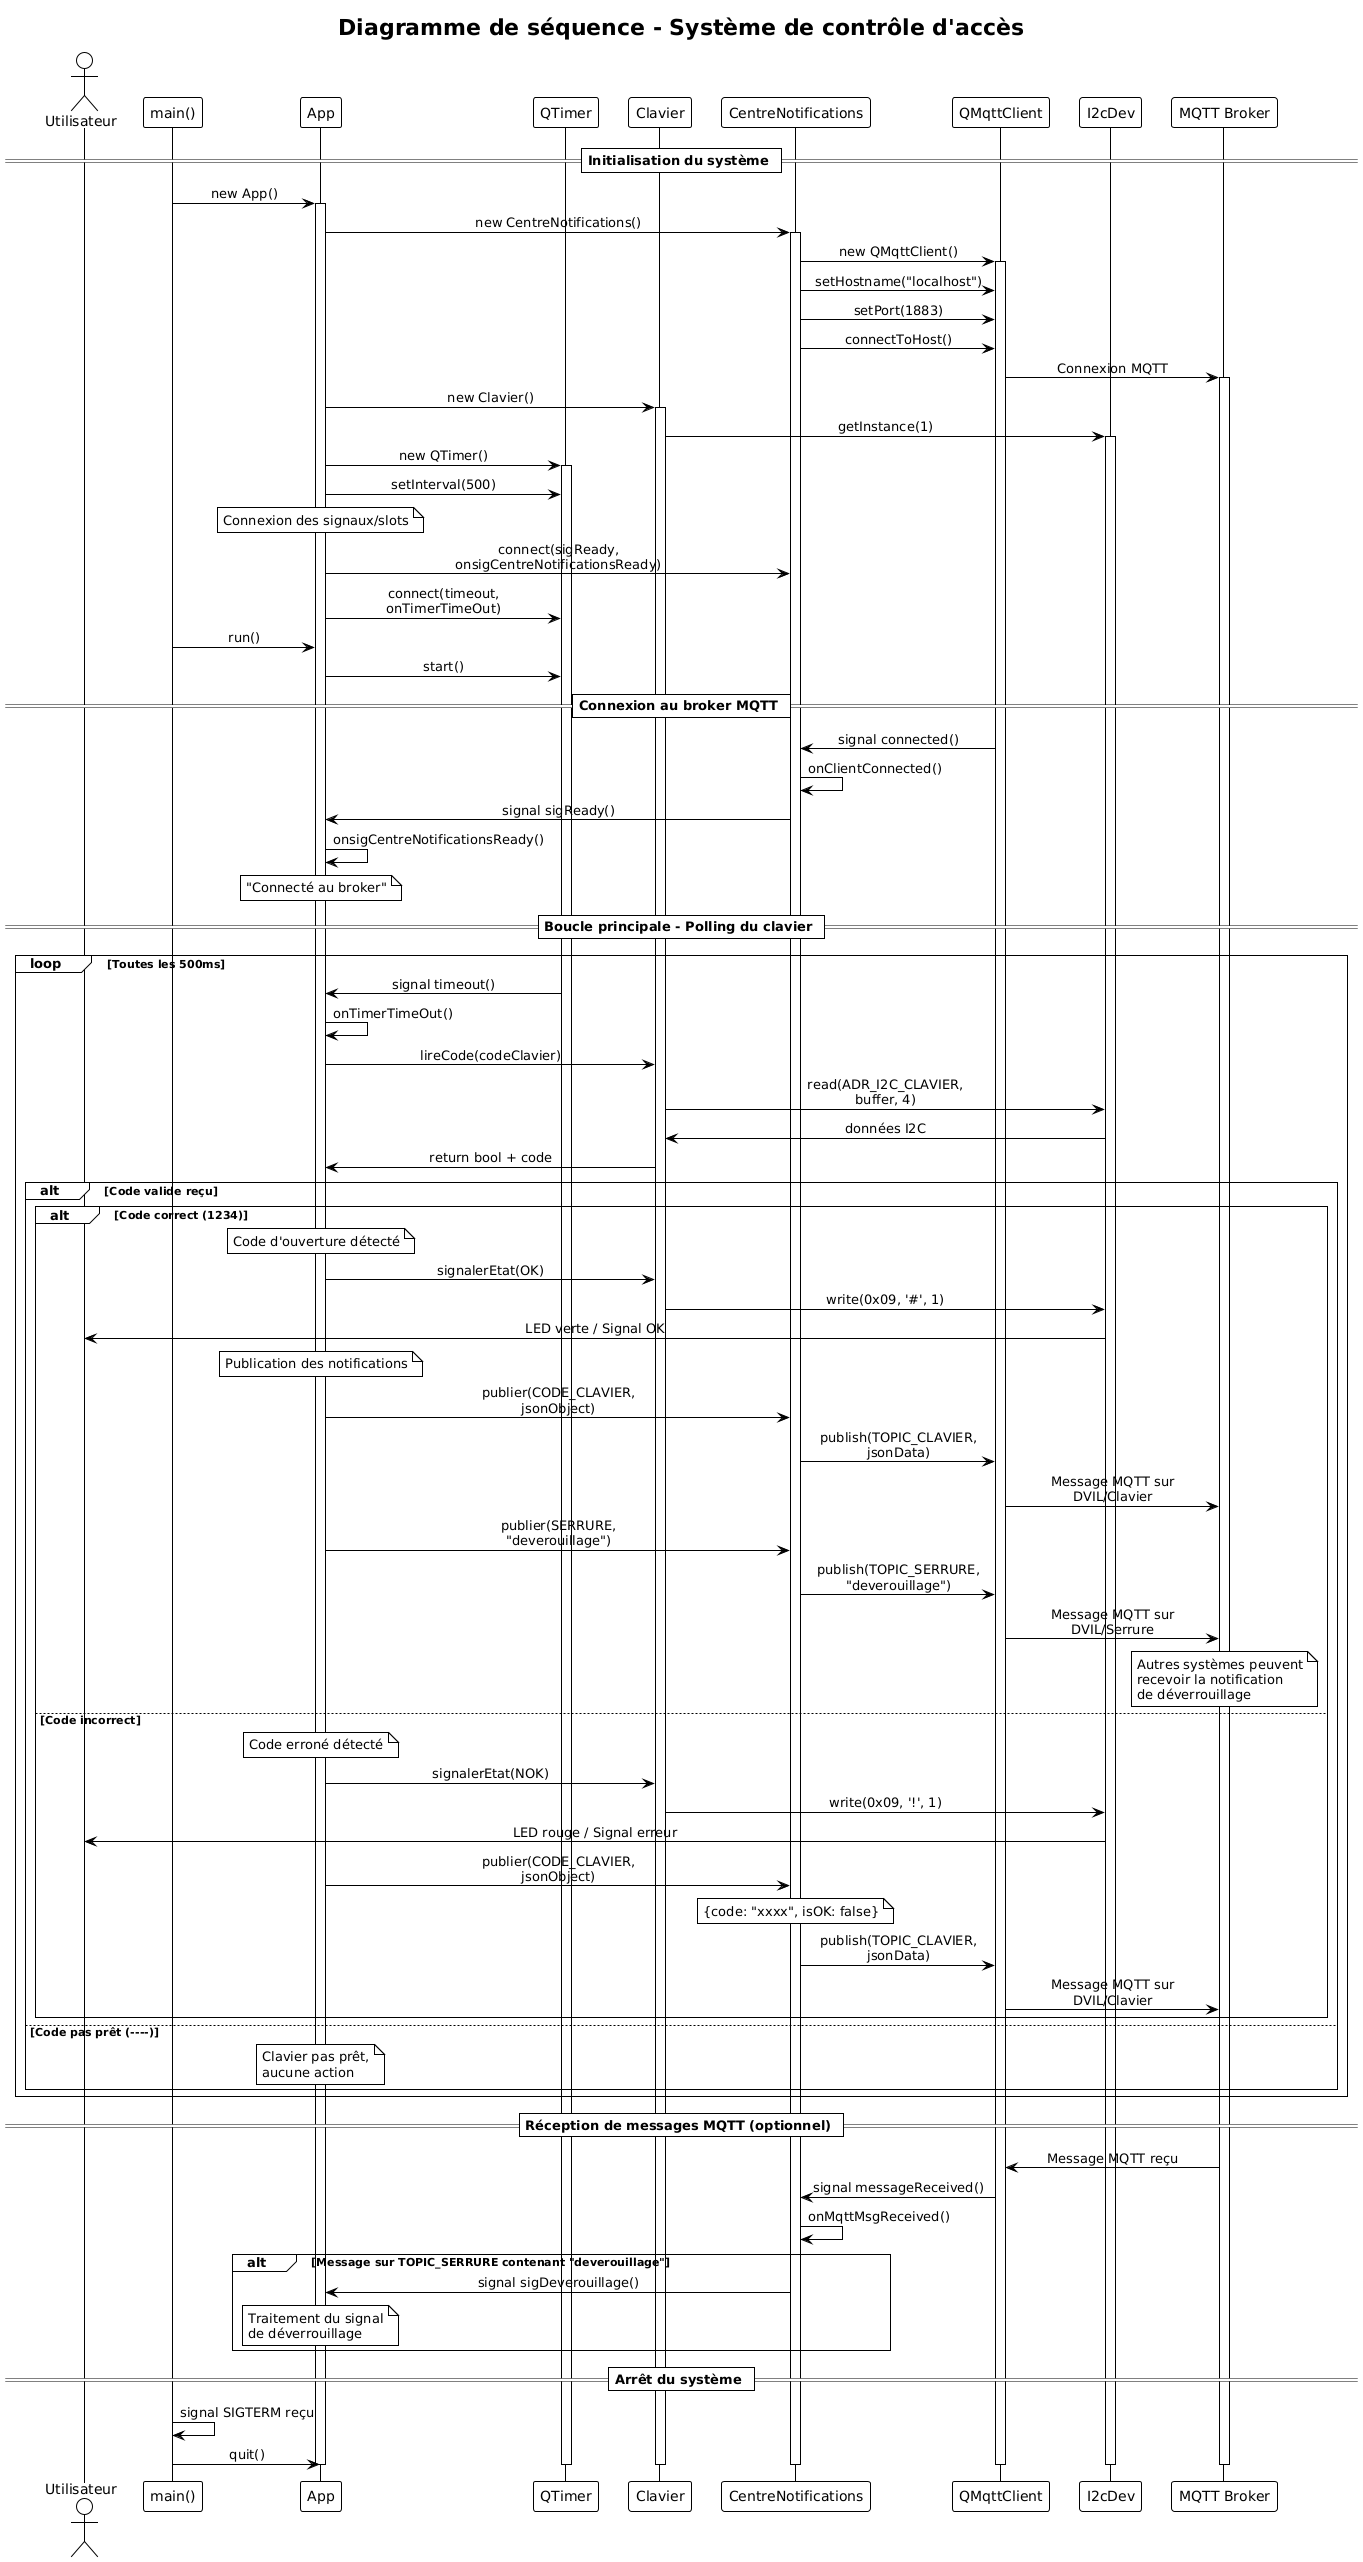 Diagramme de séquence - Système de contrôle d'accès
Utilisateur
main()
App
QTimer
Clavier
CentreNotifications
QMqttClient
I2cDev
MQTT Broker
Initialisation du système
new App()
new CentreNotifications()
new QMqttClient()
setHostname("localhost")
setPort(1883)
connectToHost()
Connexion MQTT
new Clavier()
getInstance(1)
new QTimer()
setInterval(500)
Connexion des signaux/slots
connect(sigReady,
onsigCentreNotificationsReady)
connect(timeout,
onTimerTimeOut)
run()
start()
Connexion au broker MQTT
signal connected()
onClientConnected()
signal sigReady()
onsigCentreNotificationsReady()
"Connecté au broker"
Boucle principale - Polling du clavier
loop
[Toutes les 500ms]
signal timeout()
onTimerTimeOut()
lireCode(codeClavier)
read(ADR_I2C_CLAVIER,
buffer, 4)
données I2C
return bool + code
alt
[Code valide reçu]
alt
[Code correct (1234)]
Code d'ouverture détecté
signalerEtat(OK)
write(0x09, '#', 1)
LED verte / Signal OK
Publication des notifications
publier(CODE_CLAVIER,
jsonObject)
publish(TOPIC_CLAVIER,
jsonData)
Message MQTT sur
DVIL/Clavier
publier(SERRURE,
"deverouillage")
publish(TOPIC_SERRURE,
"deverouillage")
Message MQTT sur
DVIL/Serrure
Autres systèmes peuvent
recevoir la notification
de déverrouillage
[Code incorrect]
Code erroné détecté
signalerEtat(NOK)
write(0x09, '!', 1)
LED rouge / Signal erreur
publier(CODE_CLAVIER,
jsonObject)
{code: "xxxx", isOK: false}
publish(TOPIC_CLAVIER,
jsonData)
Message MQTT sur
DVIL/Clavier
[Code pas prêt (----)]
Clavier pas prêt,
aucune action
Réception de messages MQTT (optionnel)
Message MQTT reçu
signal messageReceived()
onMqttMsgReceived()
alt
[Message sur TOPIC_SERRURE contenant "deverouillage"]
signal sigDeverouillage()
Traitement du signal
de déverrouillage
Arrêt du système
signal SIGTERM reçu
quit()
Utilisateur
main()
App
QTimer
Clavier
CentreNotifications
QMqttClient
I2cDev
MQTT Broker